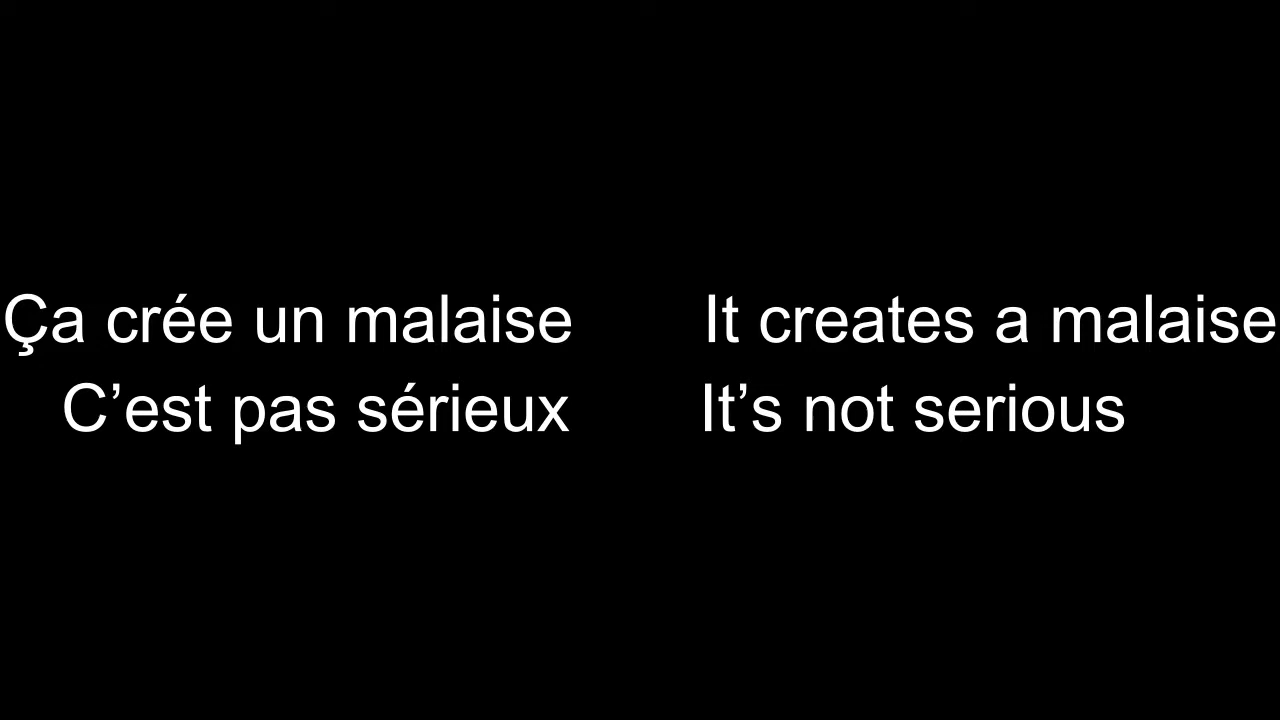 Ça crée un malaise It creates a malaise
C’est pas sérieux It’s not serious